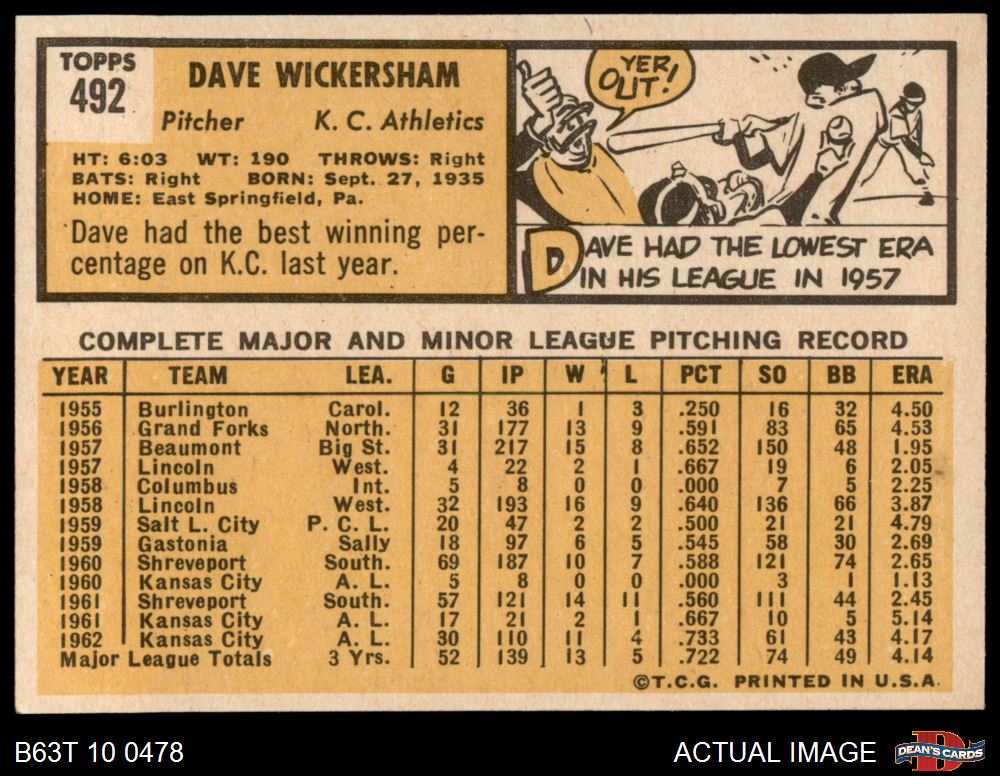 TOPPS
492
DAVE WICKERSHAM
Pitcher K. C. Athletics
HT: 6:03 WT: 190 THROWS: Right
BATS: Right BORN: Sept. 27, 1935
HOME: East Springfield, Pa.
Dave had the best winning per-
centage on K.C. last year.
YER
OUT!
DAVE HAD THE LOWEST ERA
IN HIS LEAGUE IN 1957
COMPLETE MAJOR AND MINOR LEAGUE PITCHING RECORD
YEAR TEAM LEA. G IP W L PCT SO BB ERA
1955 Burlington Carol. 12 36 1 3 .250 16 32 4.50
1956 Grand Forks North. 31 177 13 9 .591 83 65 4.53
1957 Beaumont Big St. 31 217 15 8 .652 150 48 1.95
1957 Lincoln West. 4 22 2 1 .667 19 6 2.05
1958 Columbus Int. 5 8 0 0 .000 7 5 2.25
1958 Lincoln West. 32 193 16 9 .640 136 66 3.87
1959 Salt L. City P. C. L. 20 47 2 2 .500 21 21 4.79
1959 Gastonia Sally 18 97 6 5 .545 58 30 2.69
1960 Shreveport South. 69 187 10 7 .588 121 74 2.65
1960 Kansas City A. L. 5 8 0 0 .000 3 1 1.13
1961 Shreveport South. 57 121 14 11 .560 111 44 2.45
1961 Kansas City A. L. 17 21 2 1 .667 10 5 5.14
1962 Kansas City A. L. 30 110 11 4 .733 61 43 4.17
Major League Totals 3 Yrs. 52 139 13 5 .722 74 49 4.14
©T.C.G. PRINTED IN U.S.A.
B63T 10 0478 ACTUAL IMAGE DEAN'S CARDS